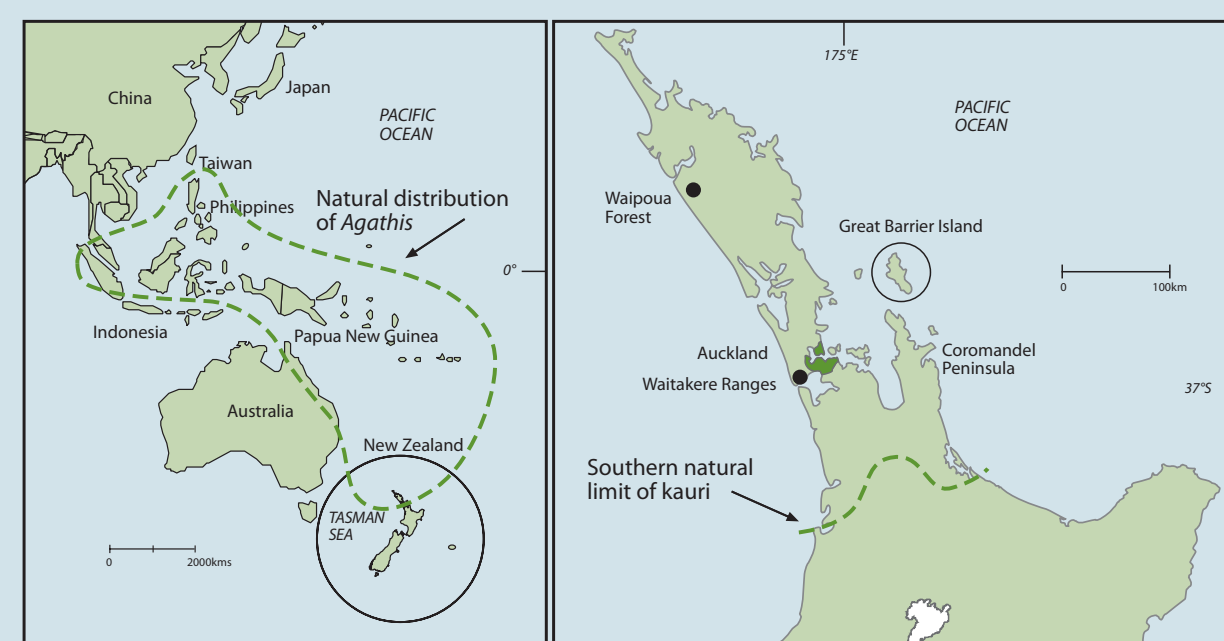 China
Japan
PACIFIC
OCEAN
Taiwan
Philippines
Natural distribution
of Agathis
0°
Indonesia
Papua New Guinea
Australia
New Zealand
TASMAN
SEA
0
2000kms
175°E
PACIFIC
OCEAN
Waipoua
Forest
Great Barrier Island
0
100km
Auckland
Waitakere Ranges
Coromandel
Peninsula
37°S
Southern natural
limit of kauri